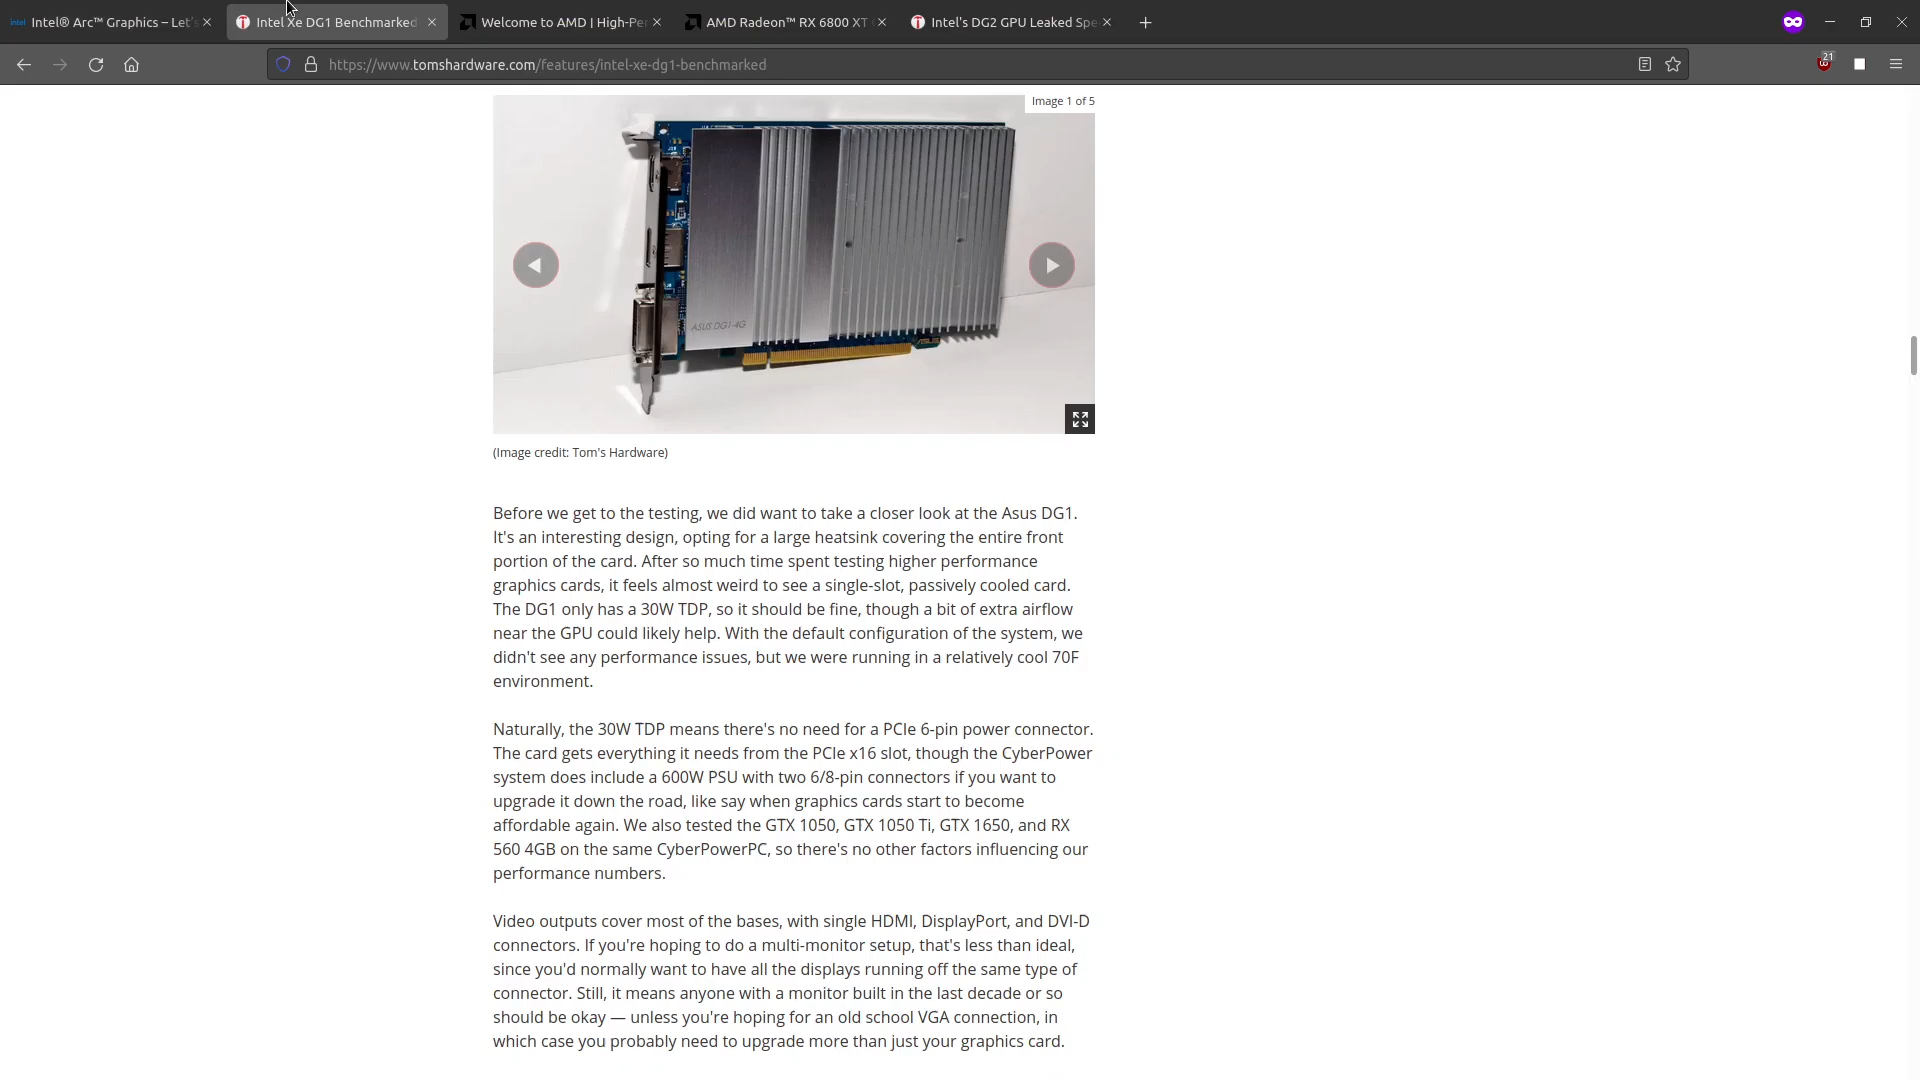 intel Intel® Arc™ Graphics – Let's
Intel Xe DG1 Benchmarked
Welcome to AMD | High-Pe
AMD Radeon™ RX 6800 XT
Intel's DG2 GPU Leaked Spe
https://www.tomshardware.com/features/intel-xe-dg1-benchmarked
21
Image 1 of 5
ASUS DG1-4G
(Image credit: Tom's Hardware)
Before we get to the testing, we did want to take a closer look at the Asus DG1.
It's an interesting design, opting for a large heatsink covering the entire front
portion of the card. After so much time spent testing higher performance
graphics cards, it feels almost weird to see a single-slot, passively cooled card.
The DG1 only has a 30W TDP, so it should be fine, though a bit of extra airflow
near the GPU could likely help. With the default configuration of the system, we
didn't see any performance issues, but we were running in a relatively cool 70F
environment.
Naturally, the 30W TDP means there's no need for a PCIe 6-pin power connector.
The card gets everything it needs from the PCIe x16 slot, though the CyberPower
system does include a 600W PSU with two 6/8-pin connectors if you want to
upgrade it down the road, like say when graphics cards start to become
affordable again. We also tested the GTX 1050, GTX 1050 Ti, GTX 1650, and RX
560 4GB on the same CyberPowerPC, so there's no other factors influencing our
performance numbers.
Video outputs cover most of the bases, with single HDMI, DisplayPort, and DVI-D
connectors. If you're hoping to do a multi-monitor setup, that's less than ideal,
since you'd normally want to have all the displays running off the same type of
connector. Still, it means anyone with a monitor built in the last decade or so
should be okay — unless you're hoping for an old school VGA connection, in
which case you probably need to upgrade more than just your graphics card.